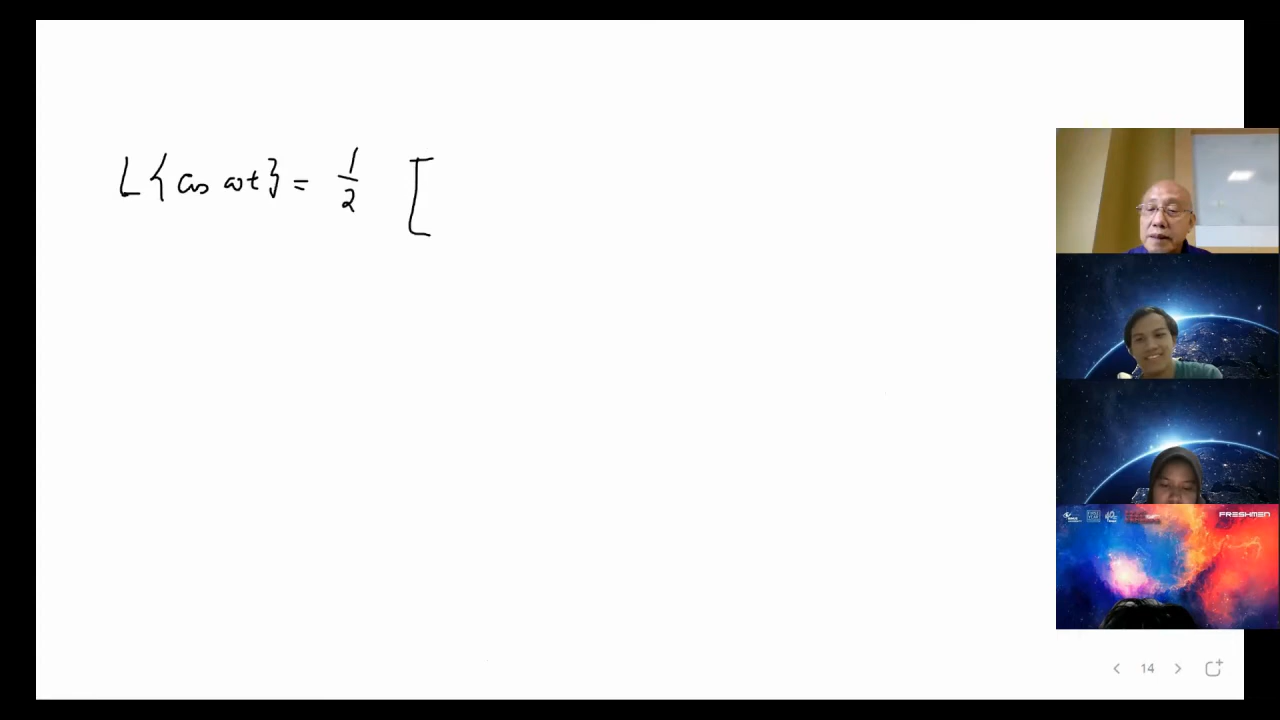 L{cos ωt} = 1/2 [
FRESHMEN
14